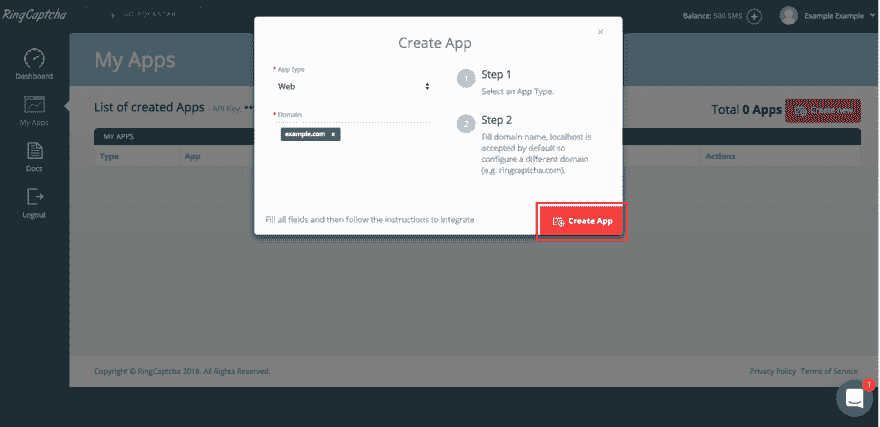 RingCaptcha
Balance: 504 SMS
Example Example
Dashboard
My Apps
Docs
Logout
My Apps
List of created Apps - API Key: **
Total 0 Apps
Create new
MY APPS
Type
App
Actions
×
Create App
* App Type
Web
* Domain
example.com x
1
Step 1
Select an App Type.
2
Step 2
Fill domain name, localhost is
accepted by default so
configure a different domain
(e.g. ringcaptcha.com).
Fill all fields and then follow the instructions to integrate
Create App
Copyright © RingCaptcha 2018. All Rights Reserved.
Privacy Policy
Terms of Service
1